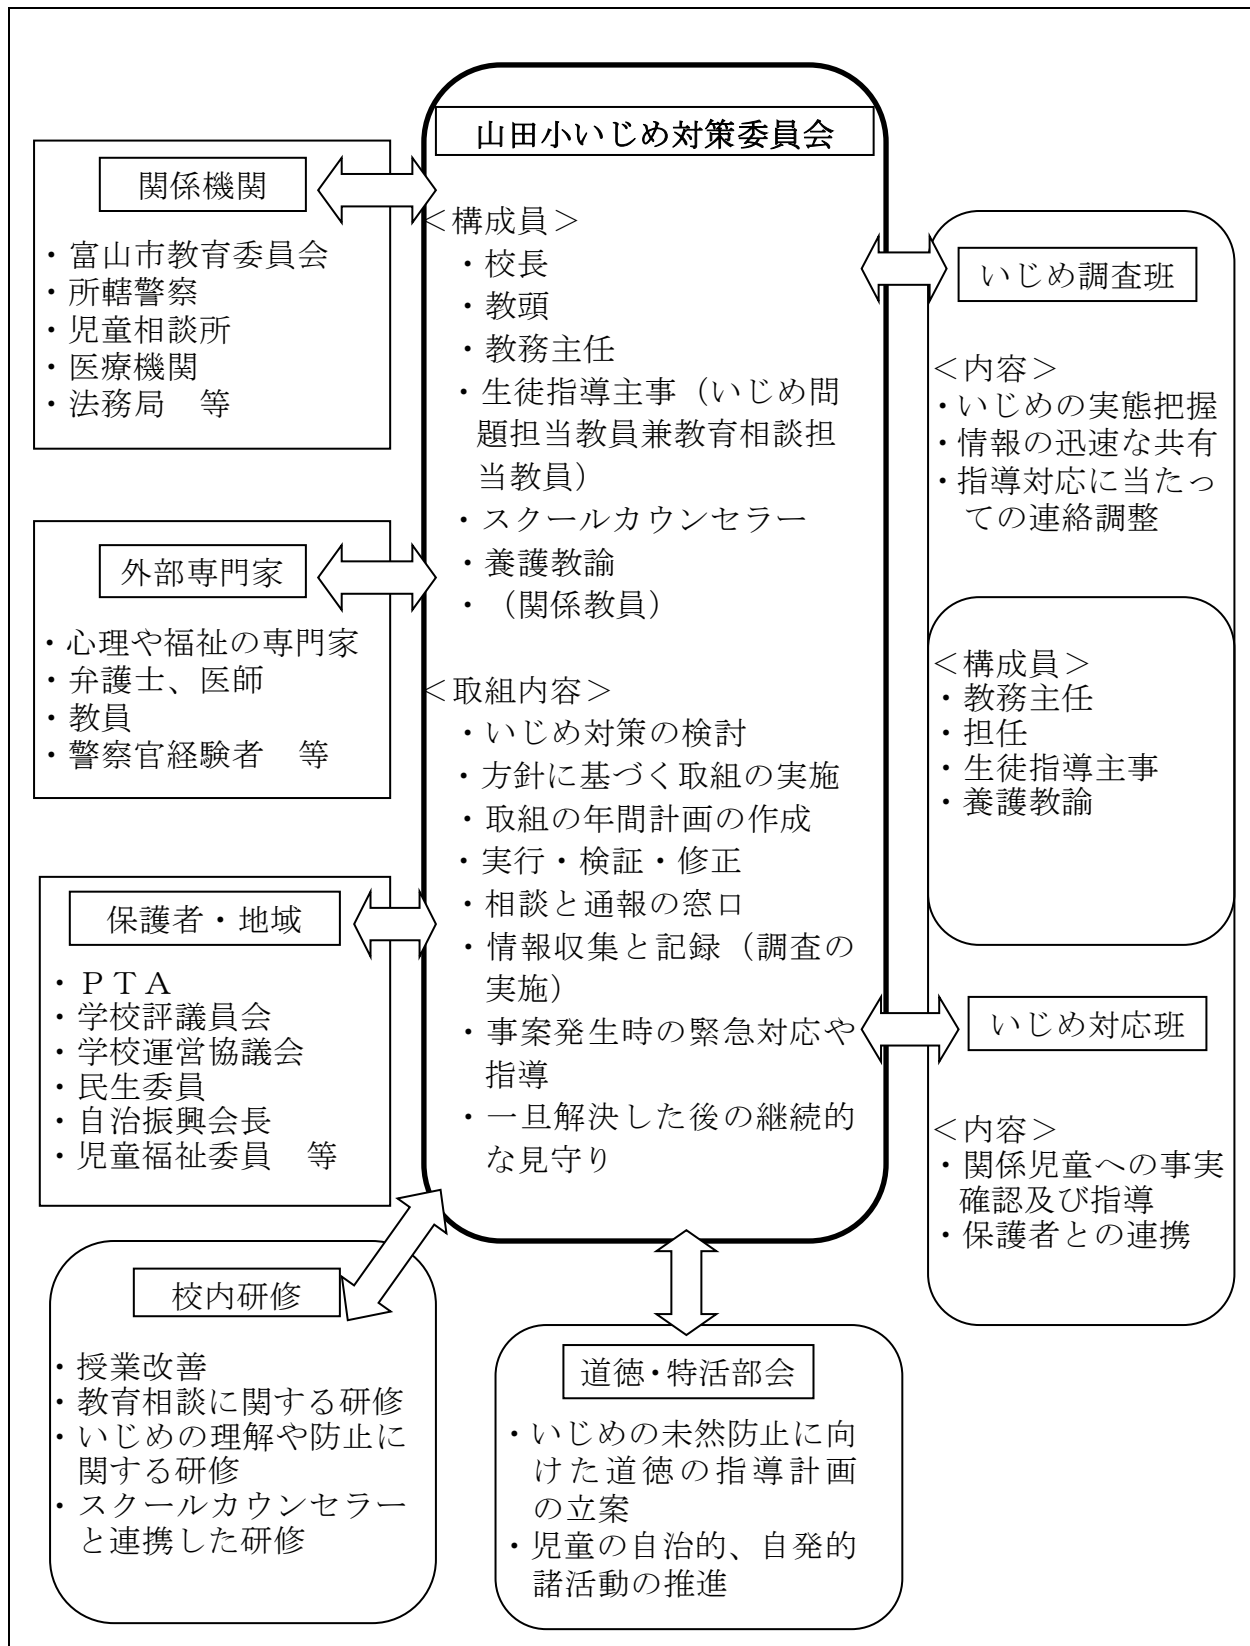 山田小いじめ対策委員会
<構成員>
・校長
・教頭
・教務主任
・生徒指導主事（いじめ問
題担当教員兼教育相談担
当教員）
・スクールカウンセラー
・養護教諭
・（関係教員）
<取組内容>
・いじめ対策の検討
・方針に基づく取組の実施
・取組の年間計画の作成
・実行・検証・修正
・相談と通報の窓口
・情報収集と記録（調査の
実施）
・事案発生時の緊急対応や
指導
・一旦解決した後の継続的
な見守り
関係機関
・富山市教育委員会
・所轄警察
・児童相談所
・医療機関
・法務局　等
外部専門家
・心理や福祉の専門家
・弁護士、医師
・教員
・警察官経験者　等
保護者・地域
・ＰＴＡ
・学校評議員会
・学校運営協議会
・民生委員
・自治振興会長
・児童福祉委員　等
校内研修
・授業改善
・教育相談に関する研修
・いじめの理解や防止に
関する研修
・スクールカウンセラー
と連携した研修
道徳・特活部会
・いじめの未然防止に向
けた道徳の指導計画
の立案
・児童の自治的、自発的
諸活動の推進
いじめ調査班
<内容>
・いじめの実態把握
・情報の迅速な共有
・指導対応に当たっ
ての連絡調整
<構成員>
・教務主任
・担任
・生徒指導主事
・養護教諭
いじめ対応班
<内容>
・関係児童への事実
確認及び指導
・保護者との連携